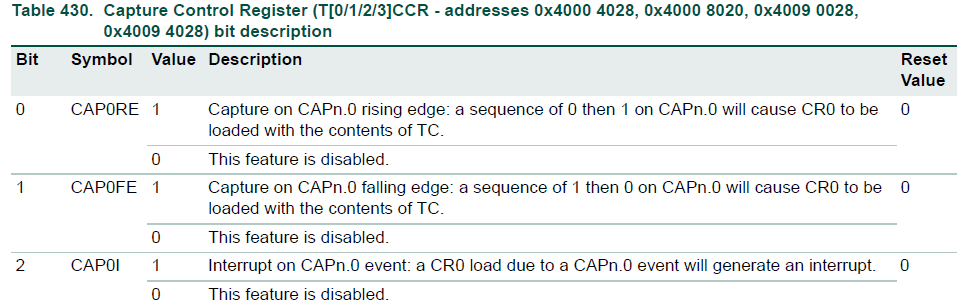 Table 430. Capture Control Register (T[0/1/2/3]CCR - addresses 0x4000 4028, 0x4000 8020, 0x4009 0028,
0x4009 4028) bit description
Bit Symbol Value Description Reset
Value
0 CAP0RE 1 Capture on CAPn.0 rising edge: a sequence of 0 then 1 on CAPn.0 will cause CR0 to be 0
loaded with the contents of TC.
0 This feature is disabled.
1 CAP0FE 1 Capture on CAPn.0 falling edge: a sequence of 1 then 0 on CAPn.0 will cause CR0 to be 0
loaded with the contents of TC.
0 This feature is disabled.
2 CAP0I 1 Interrupt on CAPn.0 event: a CR0 load due to a CAPn.0 event will generate an interrupt. 0
0 This feature is disabled.